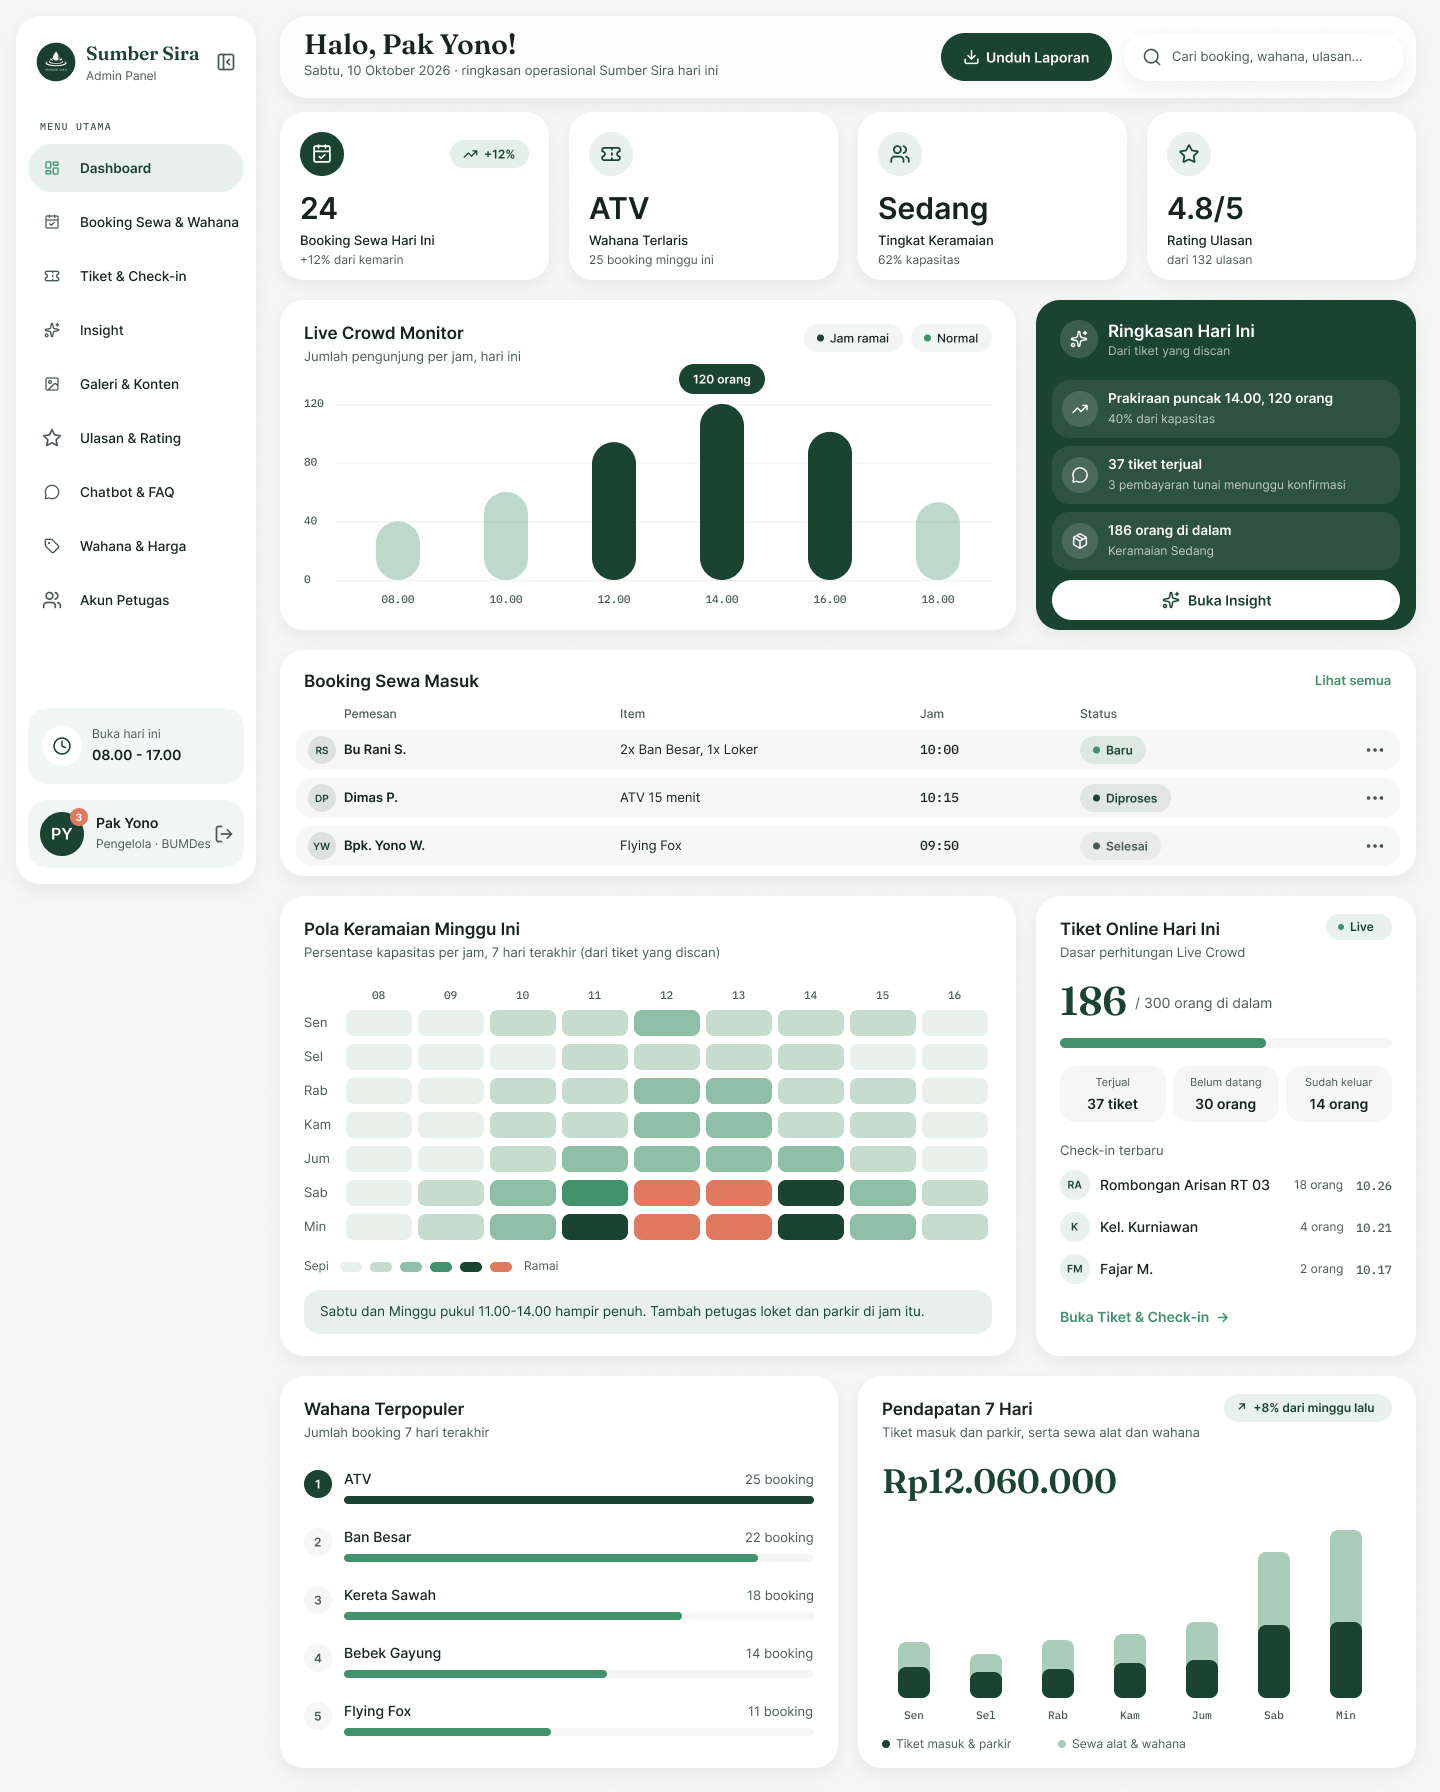 Sumber Sira
Admin Panel
MENU UTAMA
Dashboard
Booking Sewa & Wahana
Tiket & Check-in
Insight
Galeri & Konten
Ulasan & Rating
Chatbot & FAQ
Wahana & Harga
Akun Petugas
Buka hari ini
08.00 - 17.00
PY
3
Pak Yono
Pengelola · BUMDes
Halo, Pak Yono!
Sabtu, 10 Oktober 2026 · ringkasan operasional Sumber Sira hari ini
Unduh Laporan
Cari booking, wahana, ulasan...
+12%
24
Booking Sewa Hari Ini
+12% dari kemarin
ATV
Wahana Terlaris
25 booking minggu ini
Sedang
Tingkat Keramaian
62% kapasitas
4.8/5
Rating Ulasan
dari 132 ulasan
Live Crowd Monitor
Jumlah pengunjung per jam, hari ini
Jam ramai
Normal
120 orang
120
80
40
0
08.00 10.00 12.00 14.00 16.00 18.00
Ringkasan Hari Ini
Dari tiket yang discan
Prakiraan puncak 14.00, 120 orang
40% dari kapasitas
37 tiket terjual
3 pembayaran tunai menunggu konfirmasi
186 orang di dalam
Keramaian Sedang
Buka Insight
Booking Sewa Masuk
Lihat semua
Pemesan Item Jam Status
RS Bu Rani S. 2x Ban Besar, 1x Loker 10:00 Baru
DP Dimas P. ATV 15 menit 10:15 Diproses
YW Bpk. Yono W. Flying Fox 09:50 Selesai
Pola Keramaian Minggu Ini
Persentase kapasitas per jam, 7 hari terakhir (dari tiket yang discan)
08 09 10 11 12 13 14 15 16
Sen
Sel
Rab
Kam
Jum
Sab
Min
Sepi Ramai
Sabtu dan Minggu pukul 11.00-14.00 hampir penuh. Tambah petugas loket dan parkir di jam itu.
Tiket Online Hari Ini
Live
Dasar perhitungan Live Crowd
186 / 300 orang di dalam
Terjual
37 tiket
Belum datang
30 orang
Sudah keluar
14 orang
Check-in terbaru
RA Rombongan Arisan RT 03 18 orang 10.26
K Kel. Kurniawan 4 orang 10.21
FM Fajar M. 2 orang 10.17
Buka Tiket & Check-in →
Wahana Terpopuler
Jumlah booking 7 hari terakhir
1 ATV 25 booking
2 Ban Besar 22 booking
3 Kereta Sawah 18 booking
4 Bebek Gayung 14 booking
5 Flying Fox 11 booking
Pendapatan 7 Hari
+8% dari minggu lalu
Tiket masuk dan parkir, serta sewa alat dan wahana
Rp12.060.000
Sen Sel Rab Kam Jum Sab Min
Tiket masuk & parkir
Sewa alat & wahana